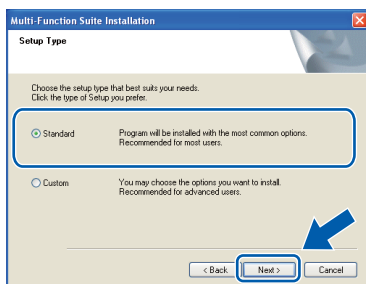 Multi-Function Suite Installation
Setup Type
Choose the setup type that best suits your needs.
Click the type of Setup you prefer.
Standard
Program will be installed with the most common options.
Recommended for most users.
Custom
You may choose the options you want to install.
Recommended for advanced users.
< Back
Next >
Cancel